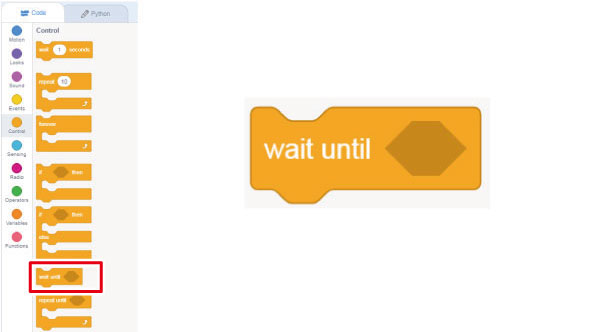 Code
Python
Motion
Looks
Sound
Events
Control
Sensing
Radio
Operators
Variables
Functions
Control
wait 1 seconds
repeat 10
forever
if then
if then
else
wait until
repeat until
wait until